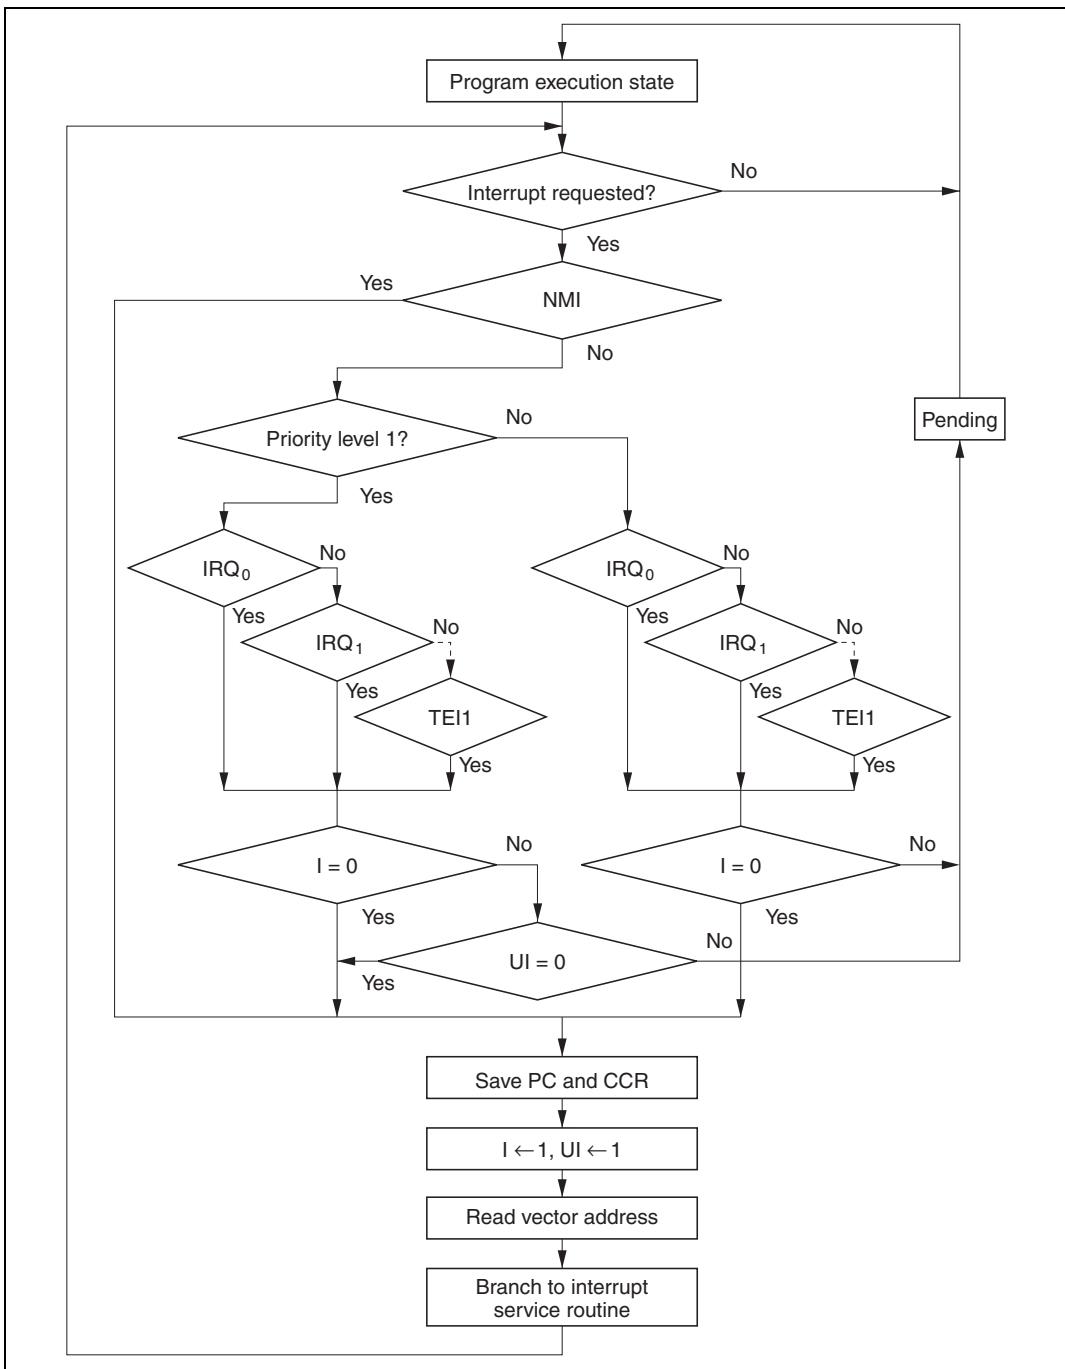 Program execution state
Interrupt requested?
No
Yes
Yes
NMI
No
Priority level 1?
No
Pending
Yes
IRQ0
No
IRQ0
No
Yes
IRQ1
No
Yes
IRQ1
No
Yes
TEI1
Yes
TEI1
Yes
Yes
I = 0
No
I = 0
No
Yes
Yes
UI = 0
No
Yes
Save PC and CCR
I ← 1, UI ← 1
Read vector address
Branch to interrupt
service routine